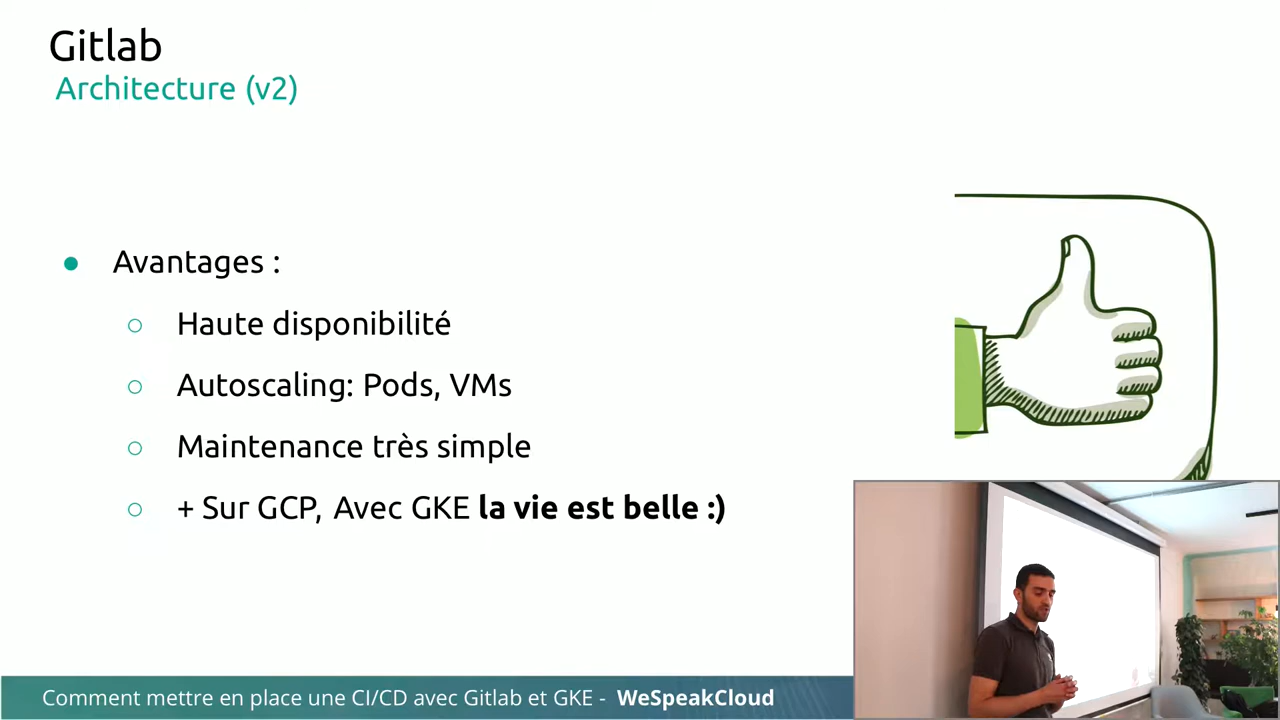 Gitlab
Architecture (v2)
● Avantages :
○ Haute disponibilité
○ Autoscaling: Pods, VMs
○ Maintenance très simple
○ + Sur GCP, Avec GKE la vie est belle :)
Comment mettre en place une CI/CD avec Gitlab et GKE - WeSpeakCloud